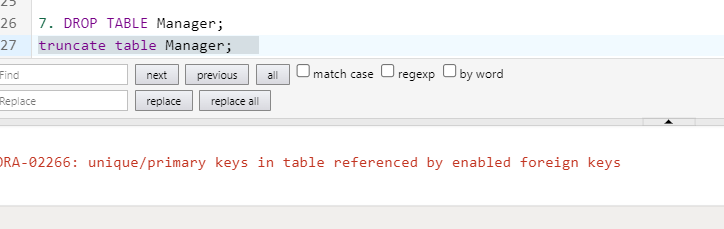 25
26 7. DROP TABLE Manager;
27 truncate table Manager;
Find next previous all match case regexp by word
Replace replace replace all
ORA-02266: unique/primary keys in table referenced by enabled foreign keys